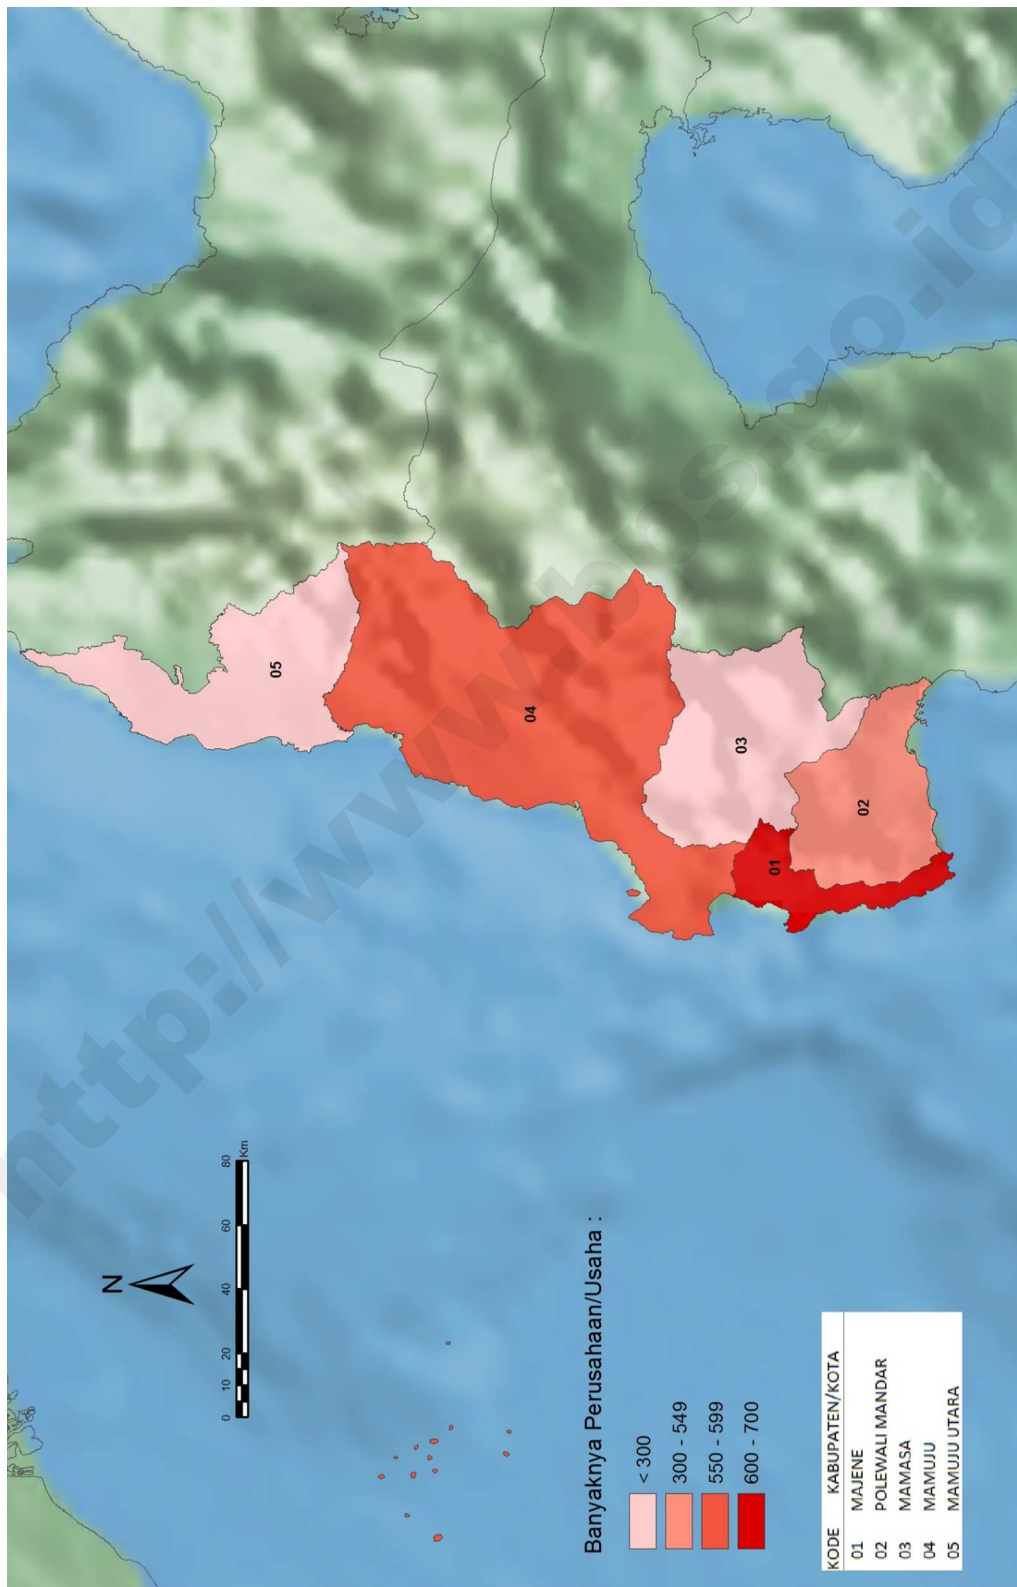 http://www.bps.go.id
N
0 10 20 40 60 80
Km
05
04
03
02
01
Banyaknya Perusahaan/Usaha :
< 300
300 - 549
550 - 599
600 - 700
KODE KABUPATEN/KOTA
01 MAJENE
02 POLEWALI MANDAR
03 MAMASA
04 MAMUJU
05 MAMUJU UTARA